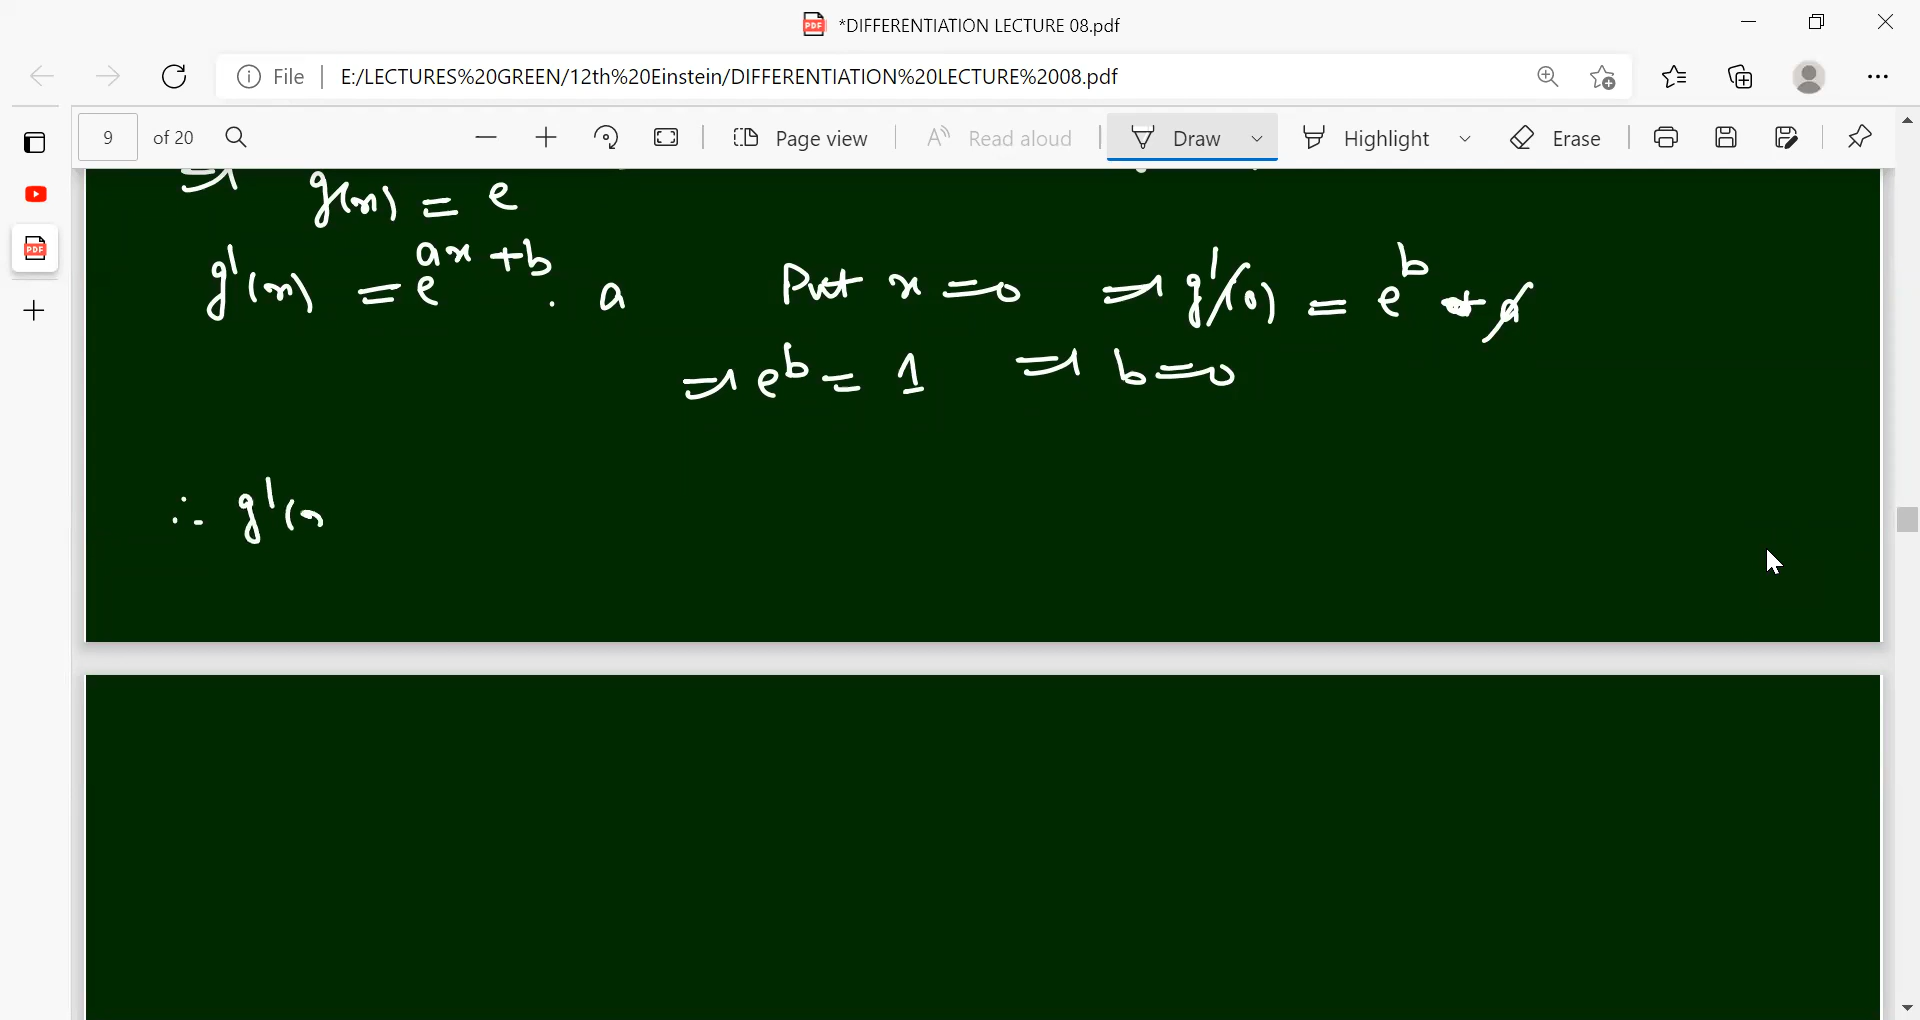 *DIFFERENTIATION LECTURE 08.pdf
File | E:/LECTURES%20GREEN/12th%20Einstein/DIFFERENTIATION%20LECTURE%2008.pdf
9 of 20 Page view Read aloud Draw Highlight Erase
g(x) = e
g'(x) = e^{ax+b} . a Put x=0 ⇒ g'(0) = e^b
⇒ e^b = 1 ⇒ b=0
∴ g'(